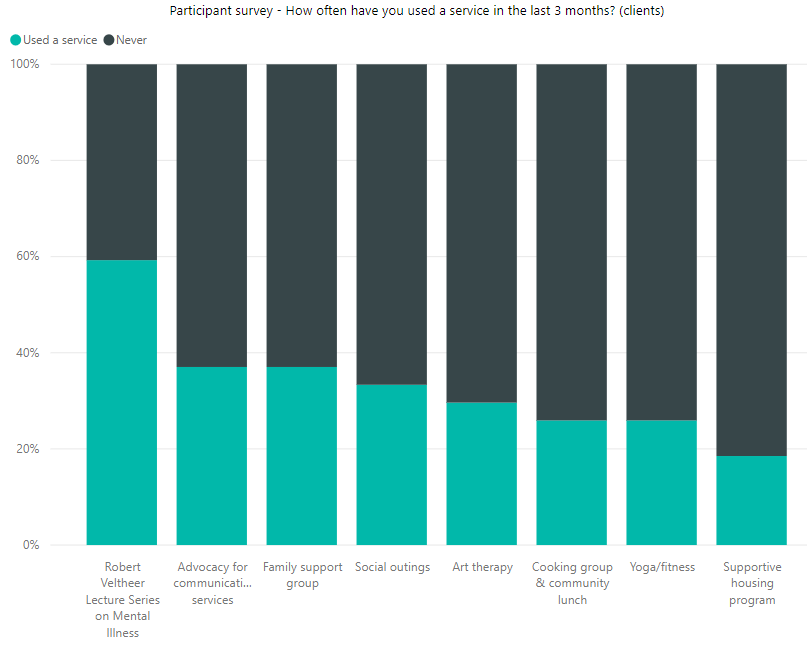 Participant survey - How often have you used a service in the last 3 months? (clients)
Used a service Never
100%
80%
60%
40%
20%
0%
Robert
Veltheer
Lecture Series
on Mental
Illness
Advocacy for
communicati...
services
Family support
group
Social outings
Art therapy
Cooking group
& community
lunch
Yoga/fitness
Supportive
housing
program